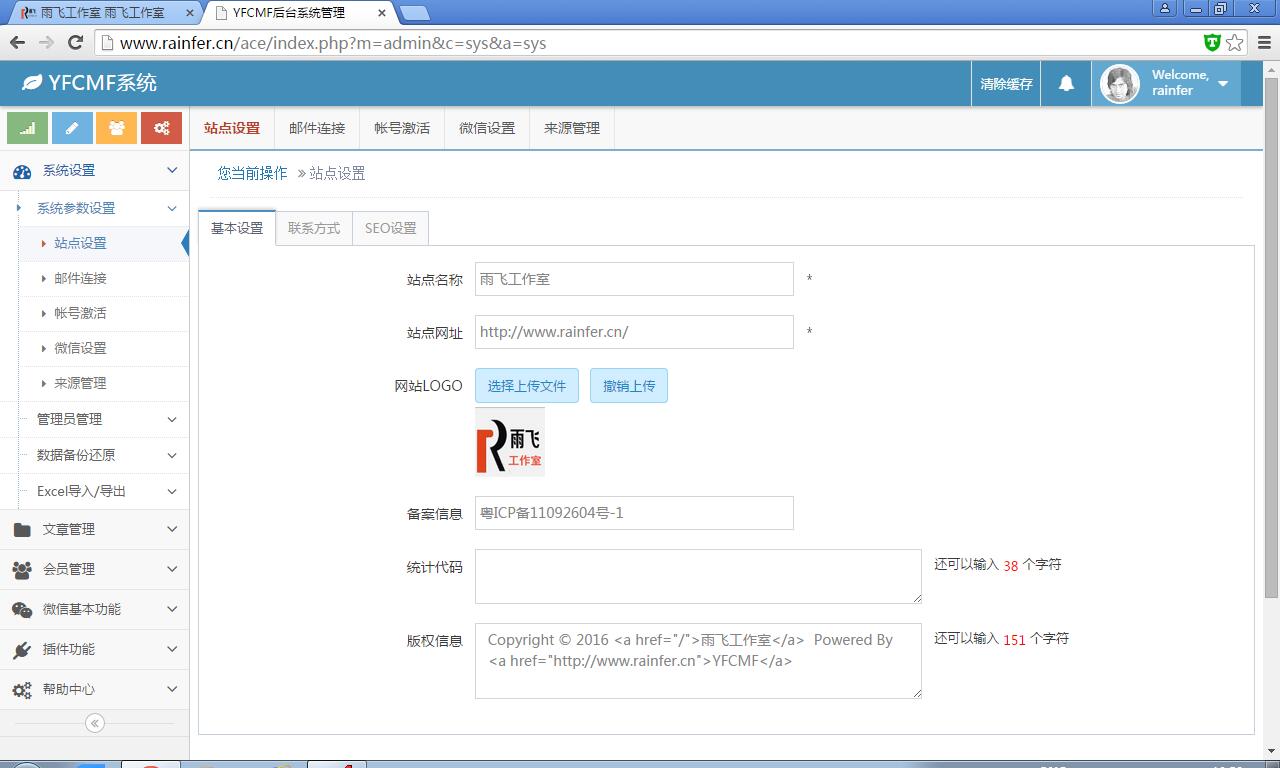 雨飞工作室 雨飞工作室
YFCMF后台系统管理
www.rainfer.cn/ace/index.php?m=admin&c=sys&a=sys
YFCMF系统
清除缓存
Welcome,
rainfer
站点设置 邮件连接 帐号激活 微信设置 来源管理
系统设置
系统参数设置
站点设置
邮件连接
帐号激活
微信设置
来源管理
管理员管理
数据备份还原
Excel导入/导出
文章管理
会员管理
微信基本功能
插件功能
帮助中心
您当前操作 » 站点设置
基本设置 联系方式 SEO设置
站点名称 雨飞工作室 *
站点网址 http://www.rainfer.cn/ *
网站LOGO 选择上传文件 撤销上传
R雨飞
工作室
备案信息 粤ICP备11092604号-1
统计代码 还可以输入 38 个字符
版权信息 Copyright © 2016 <a href="/">雨飞工作室</a> Powered By
<a href="http://www.rainfer.cn">YFCMF</a>
还可以输入 151 个字符